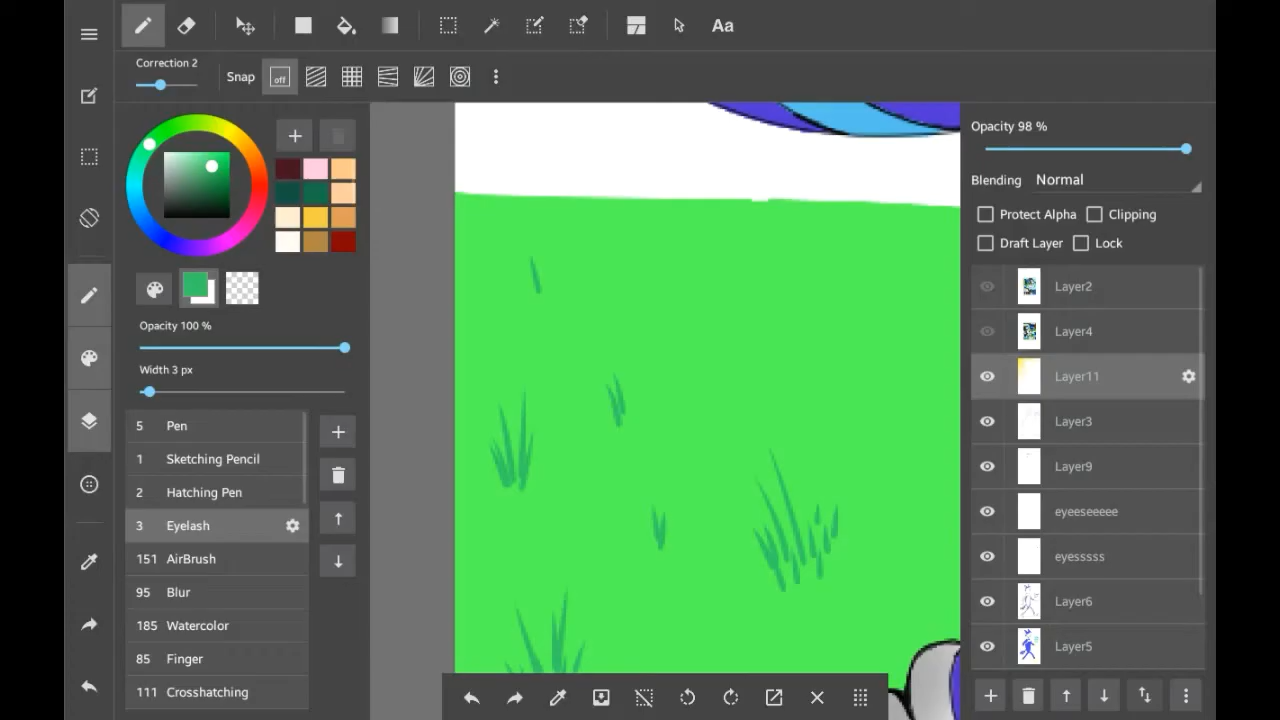 Aa
Correction 2
Snap
off
Opacity 98 %
Blending Normal
Protect Alpha
Clipping
Draft Layer
Lock
Opacity 100 %
Width 3 px
5 Pen
1 Sketching Pencil
2 Hatching Pen
3 Eyelash
151 AirBrush
95 Blur
185 Watercolor
85 Finger
111 Crosshatching
Layer2
Layer4
Layer11
Layer3
Layer9
eyeeseeeee
eyesssss
Layer6
Layer5